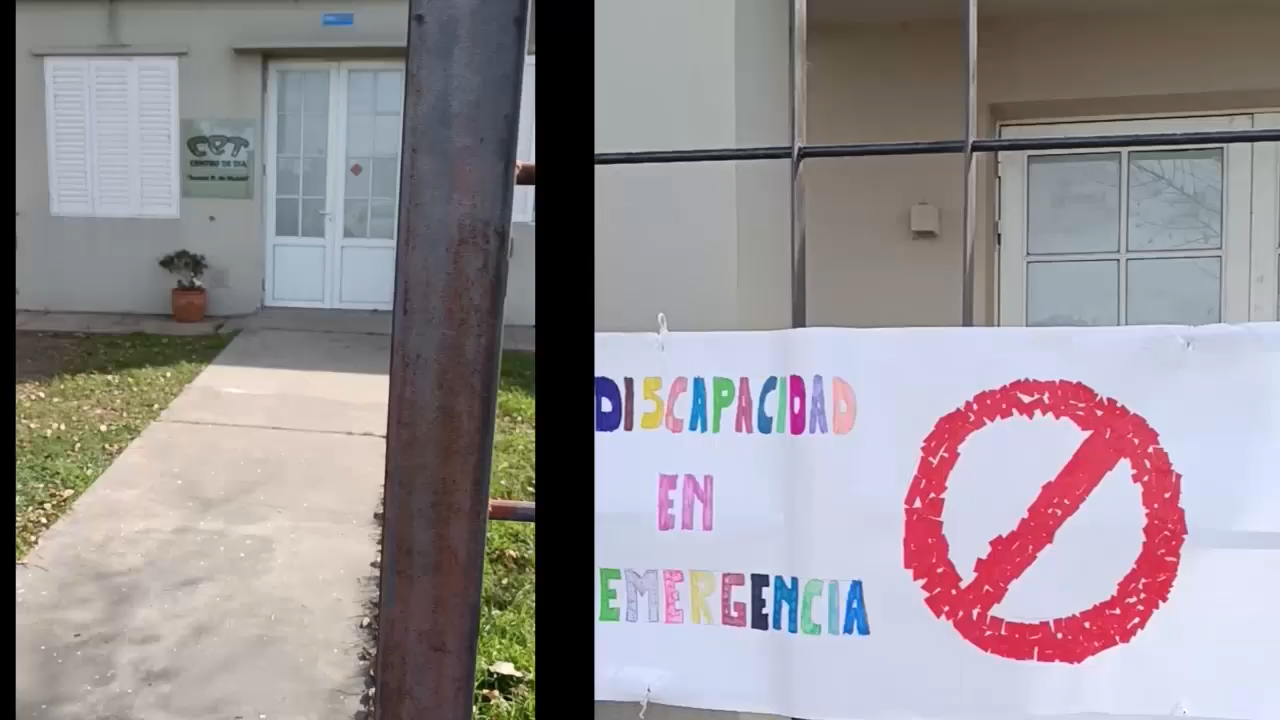 CET
CENTRO DE DIA
DISCAPACIDAD
EN
EMERGENCIA